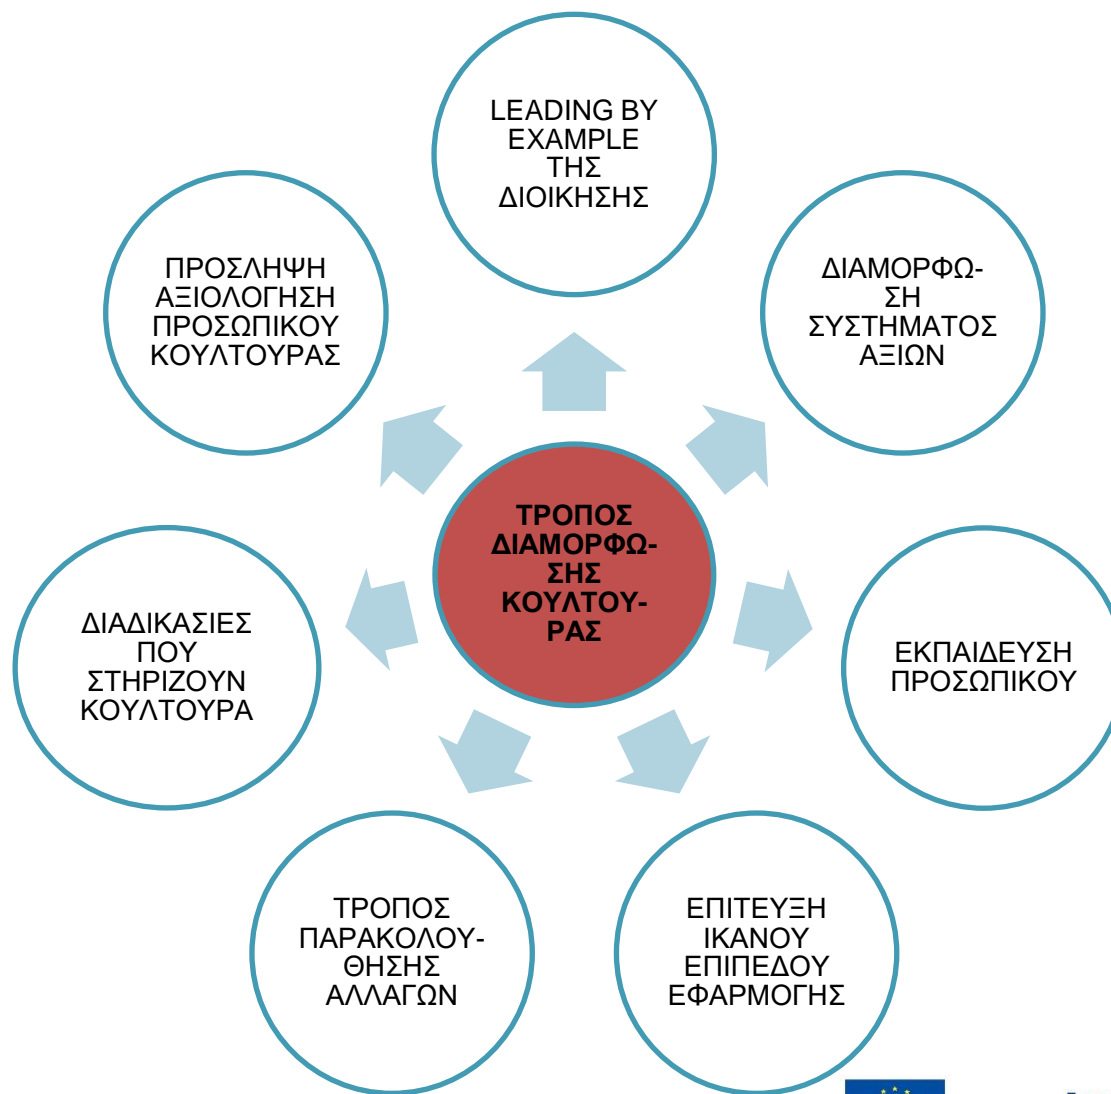 LEADING BY
EXAMPLE
ΤΗΣ
ΔΙΟΙΚΗΣΗΣ
ΔΙΑΜΟΡΦΩ-
ΣΗ
ΣΥΣΤΗΜΑΤΟΣ
ΑΞΙΩΝ
ΕΚΠΑΙΔΕΥΣΗ
ΠΡΟΣΩΠΙΚΟΥ
ΕΠΙΤΕΥΞΗ
ΙΚΑΝΟΥ
ΕΠΙΠΕΔΟΥ
ΕΦΑΡΜΟΓΗΣ
ΤΡΟΠΟΣ
ΠΑΡΑΚΟΛΟΥ-
ΘΗΣΗΣ
ΑΛΛΑΓΩΝ
ΔΙΑΔΙΚΑΣΙΕΣ
ΠΟΥ
ΣΤΗΡΙΖΟΥΝ
ΚΟΥΛΤΟΥΡΑ
ΠΡΟΣΛΗΨΗ
ΑΞΙΟΛΟΓΗΣΗ
ΠΡΟΣΩΠΙΚΟΥ
ΚΟΥΛΤΟΥΡΑΣ
ΤΡΟΠΟΣ
ΔΙΑΜΟΡΦΩ-
ΣΗΣ
ΚΟΥΛΤΟΥ-
ΡΑΣ